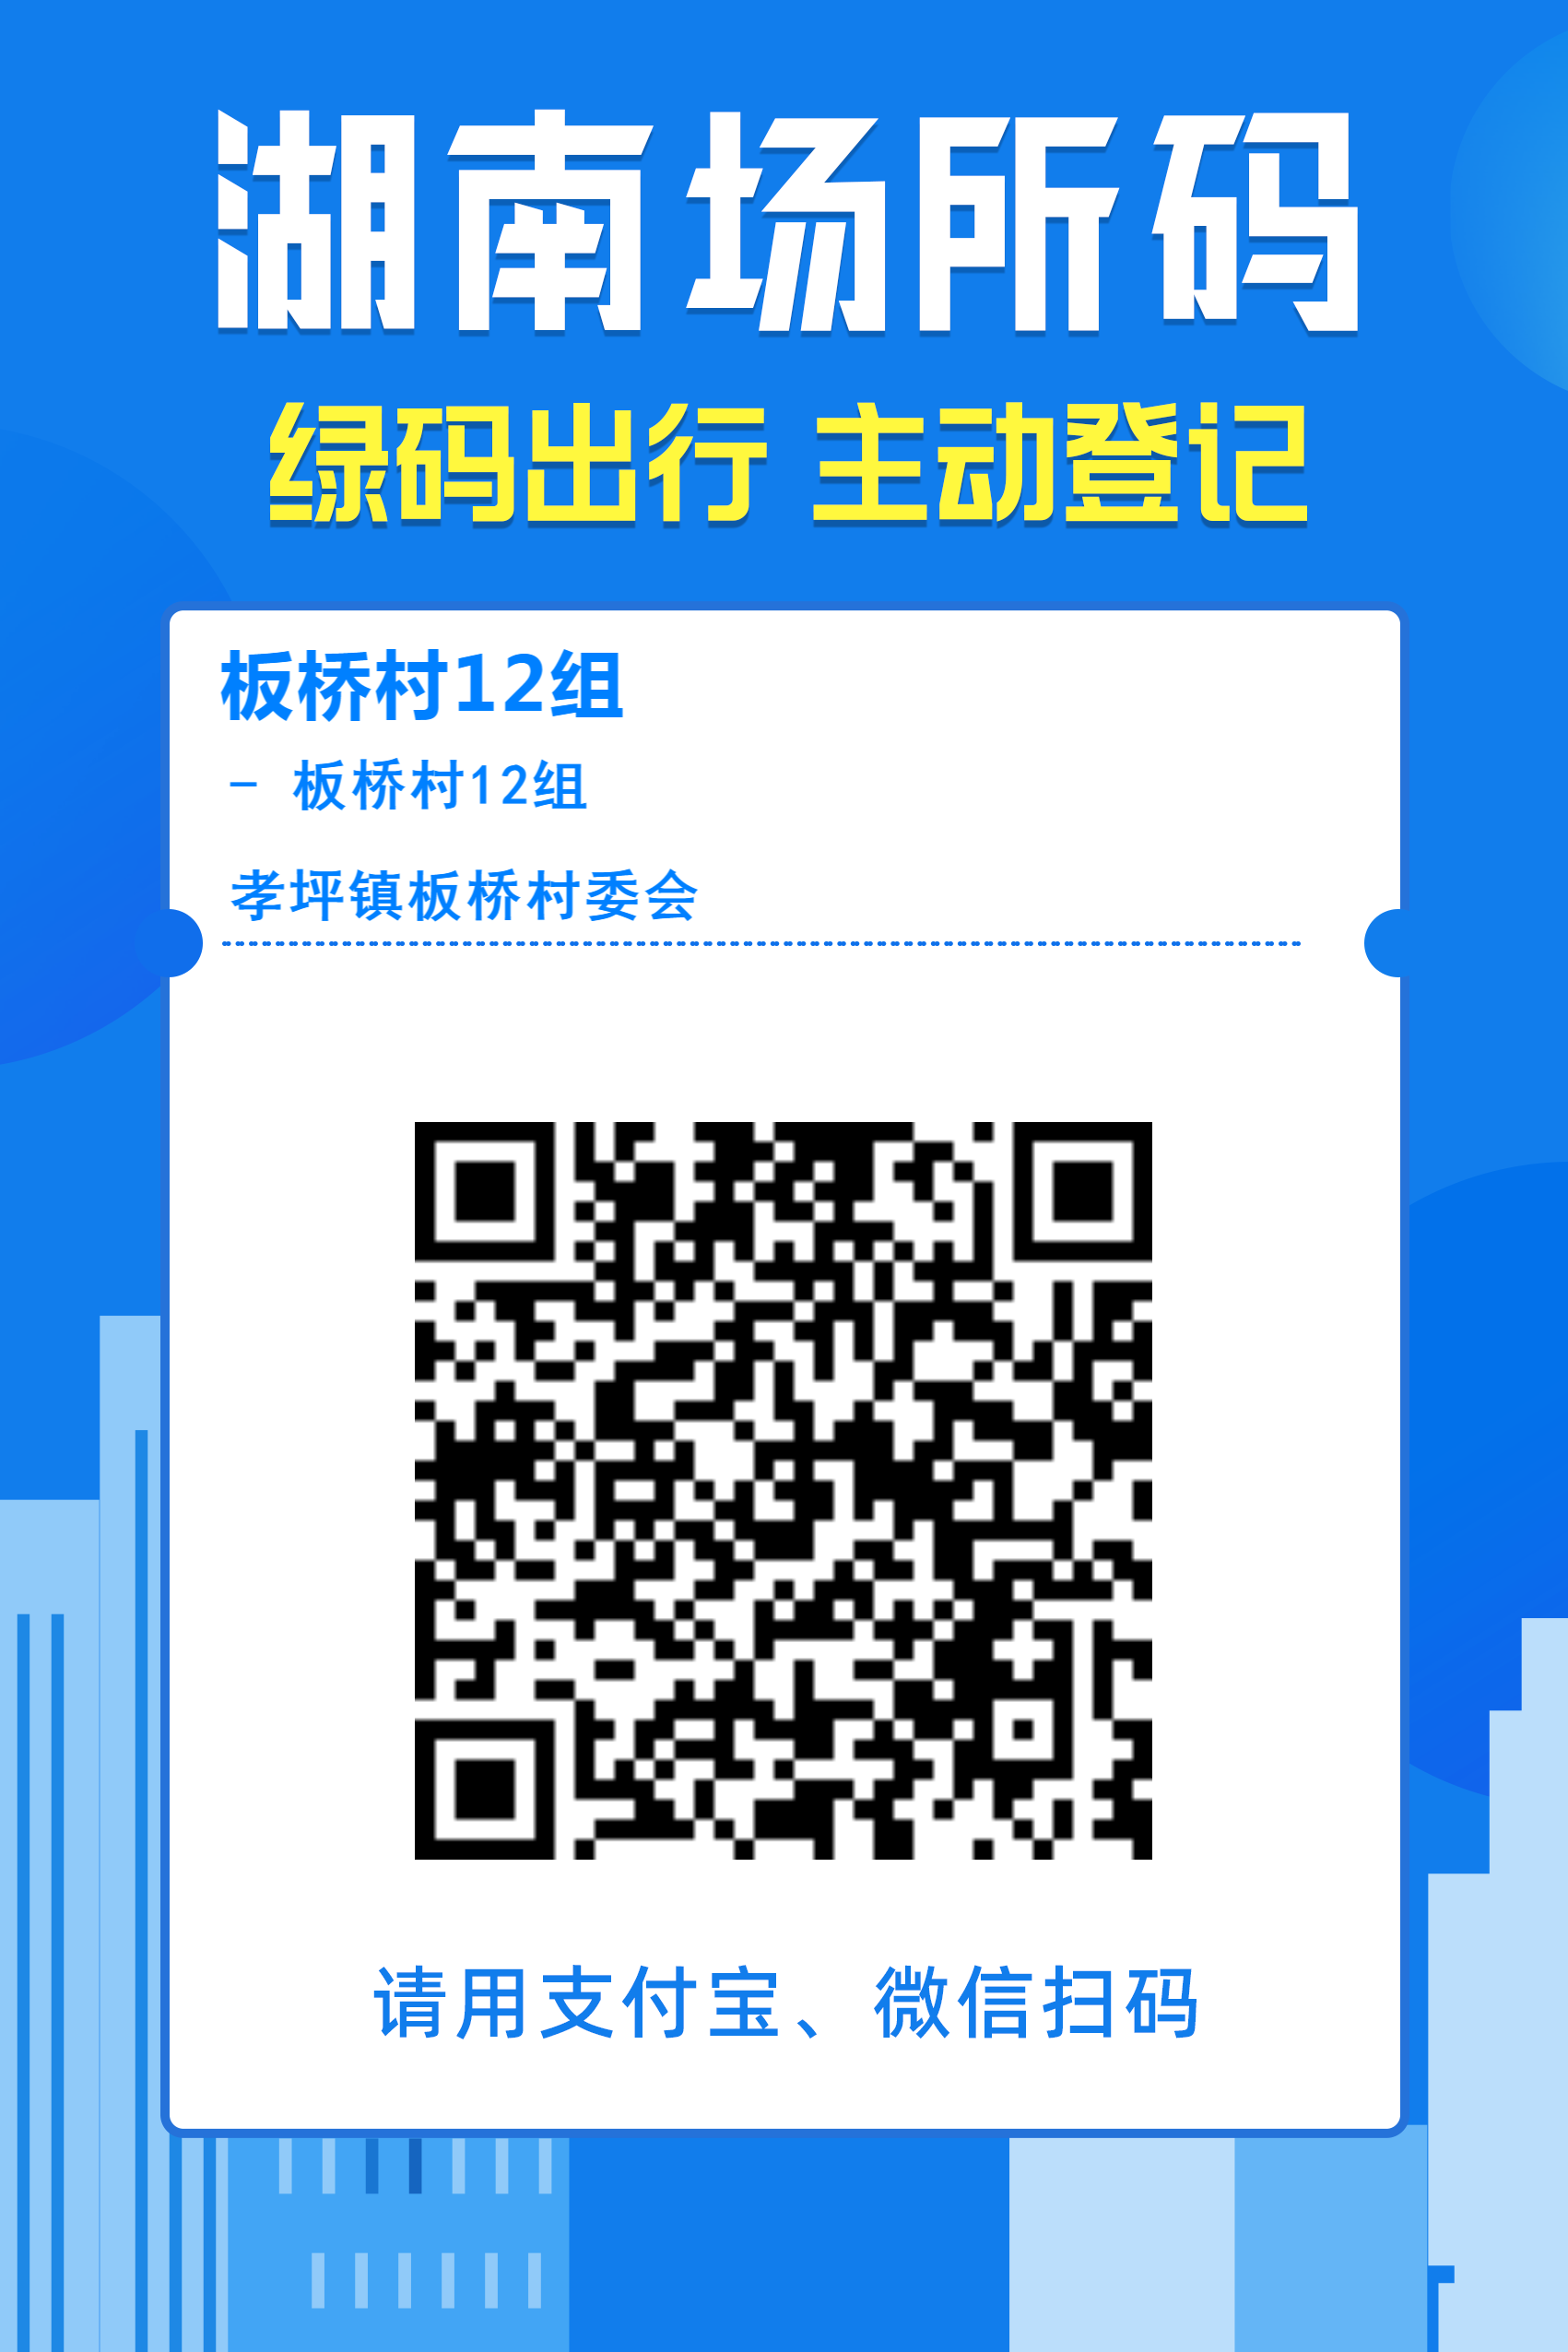 湖南场所码
绿码出行 主动登记
板桥村12组
- 板桥村12组
孝坪镇板桥村委会
请用支付宝、微信扫码